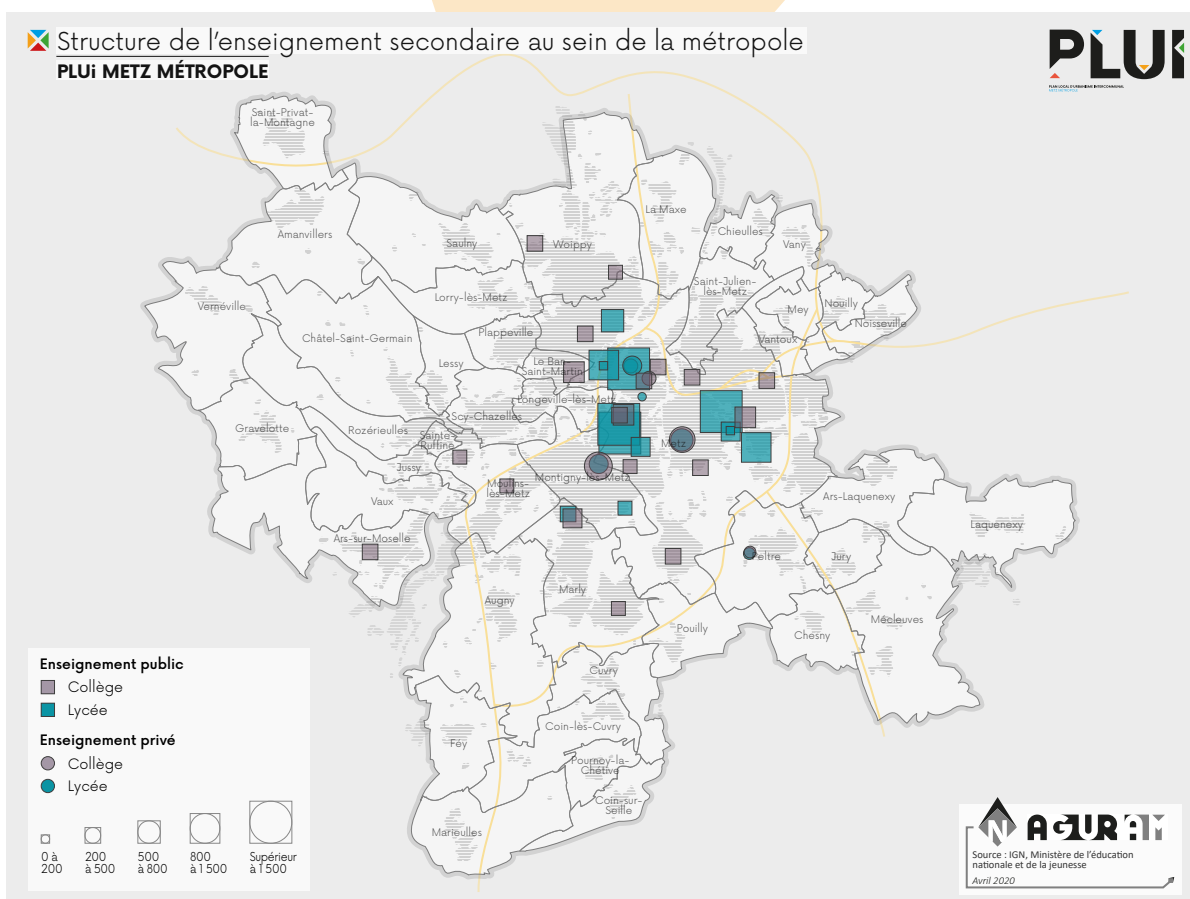 Structure de l'enseignement secondaire au sein de la métropole
PLUi METZ MÉTROPOLE
PLUi
PLAN LOCAL D'URBANISME INTERCOMMUNAL
METZ MÉTROPOLE
Saint-Privat-
la-Montagne
Amanvillers
Saulny
Woippy
La Maxe
Chieulles
Vany
Vernéville
Lorry-lès-Metz
Saint-Julien-
lès-Metz
Mey
Nouilly
Noisseville
Châtel-Saint-Germain
Plappeville
Vantoux
Lessy
Le Ban-
Saint-Martin
Longeville-lès-Metz
Scy-Chazelles
Gravelotte
Rozérieulles
Sainte-
Ruffine
Metz
Jussy
Montigny-lès-Metz
Moulins-
lès-Metz
Vaux
Ars-Laquenexy
Laquenexy
Ars-sur-Moselle
Peltre
Jury
Augny
Marly
Mécleuves
Pouilly
Chesny
Cuvry
Coin-lès-Cuvry
Féy
Pournoy-la-
Chétive
Coin-sur-
Seille
Marieulles
Enseignement public
Collège
Lycée
Enseignement privé
Collège
Lycée
0 à
200
200
à 500
500
à 800
800
à 1 500
Supérieur
à 1 500
N AGURAM
Source : IGN, Ministère de l'éducation
nationale et de la jeunesse
Avril 2020